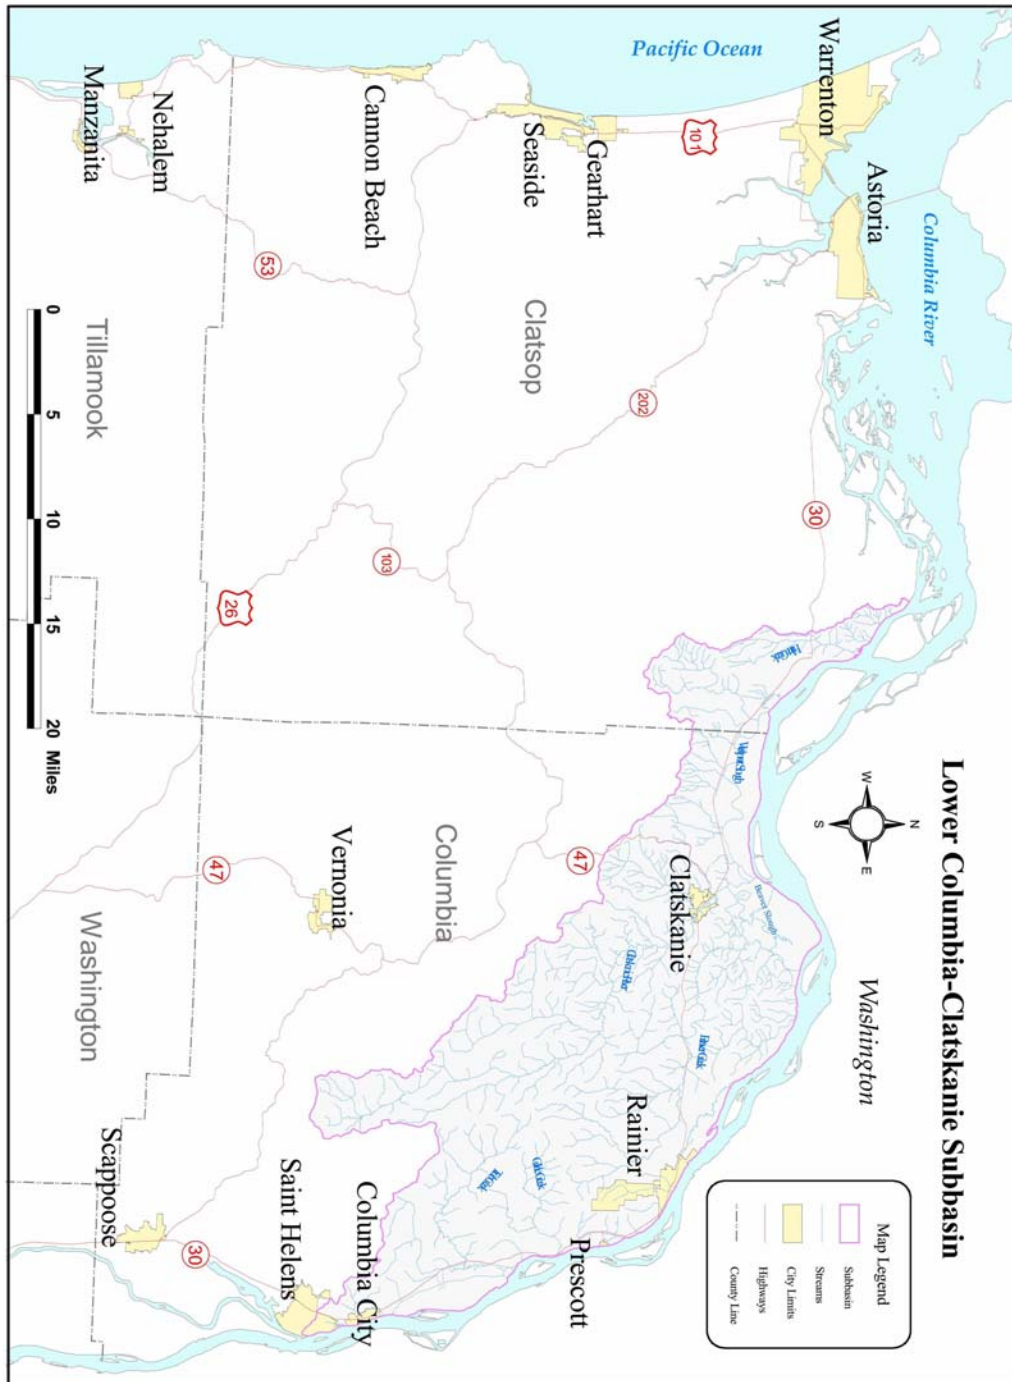 Lower Columbia-Clatskanie Subbasin
Map Legend
Subbasin
Streams
City Limits
Highways
County Line
N
W
E
S
Washington
Columbia River
Pacific Ocean
Warrenton
Astoria
101
Gearhart
Seaside
Cannon Beach
Nehalem
Manzanita
30
202
Clatsop
103
53
26
Tillamook
Beaver Slough
Clatskanie
47
Rainier
Prescott
Columbia
Vernonia
47
Columbia City
Saint Helens
30
Scappoose
Washington
0 5 10 15 20 Miles